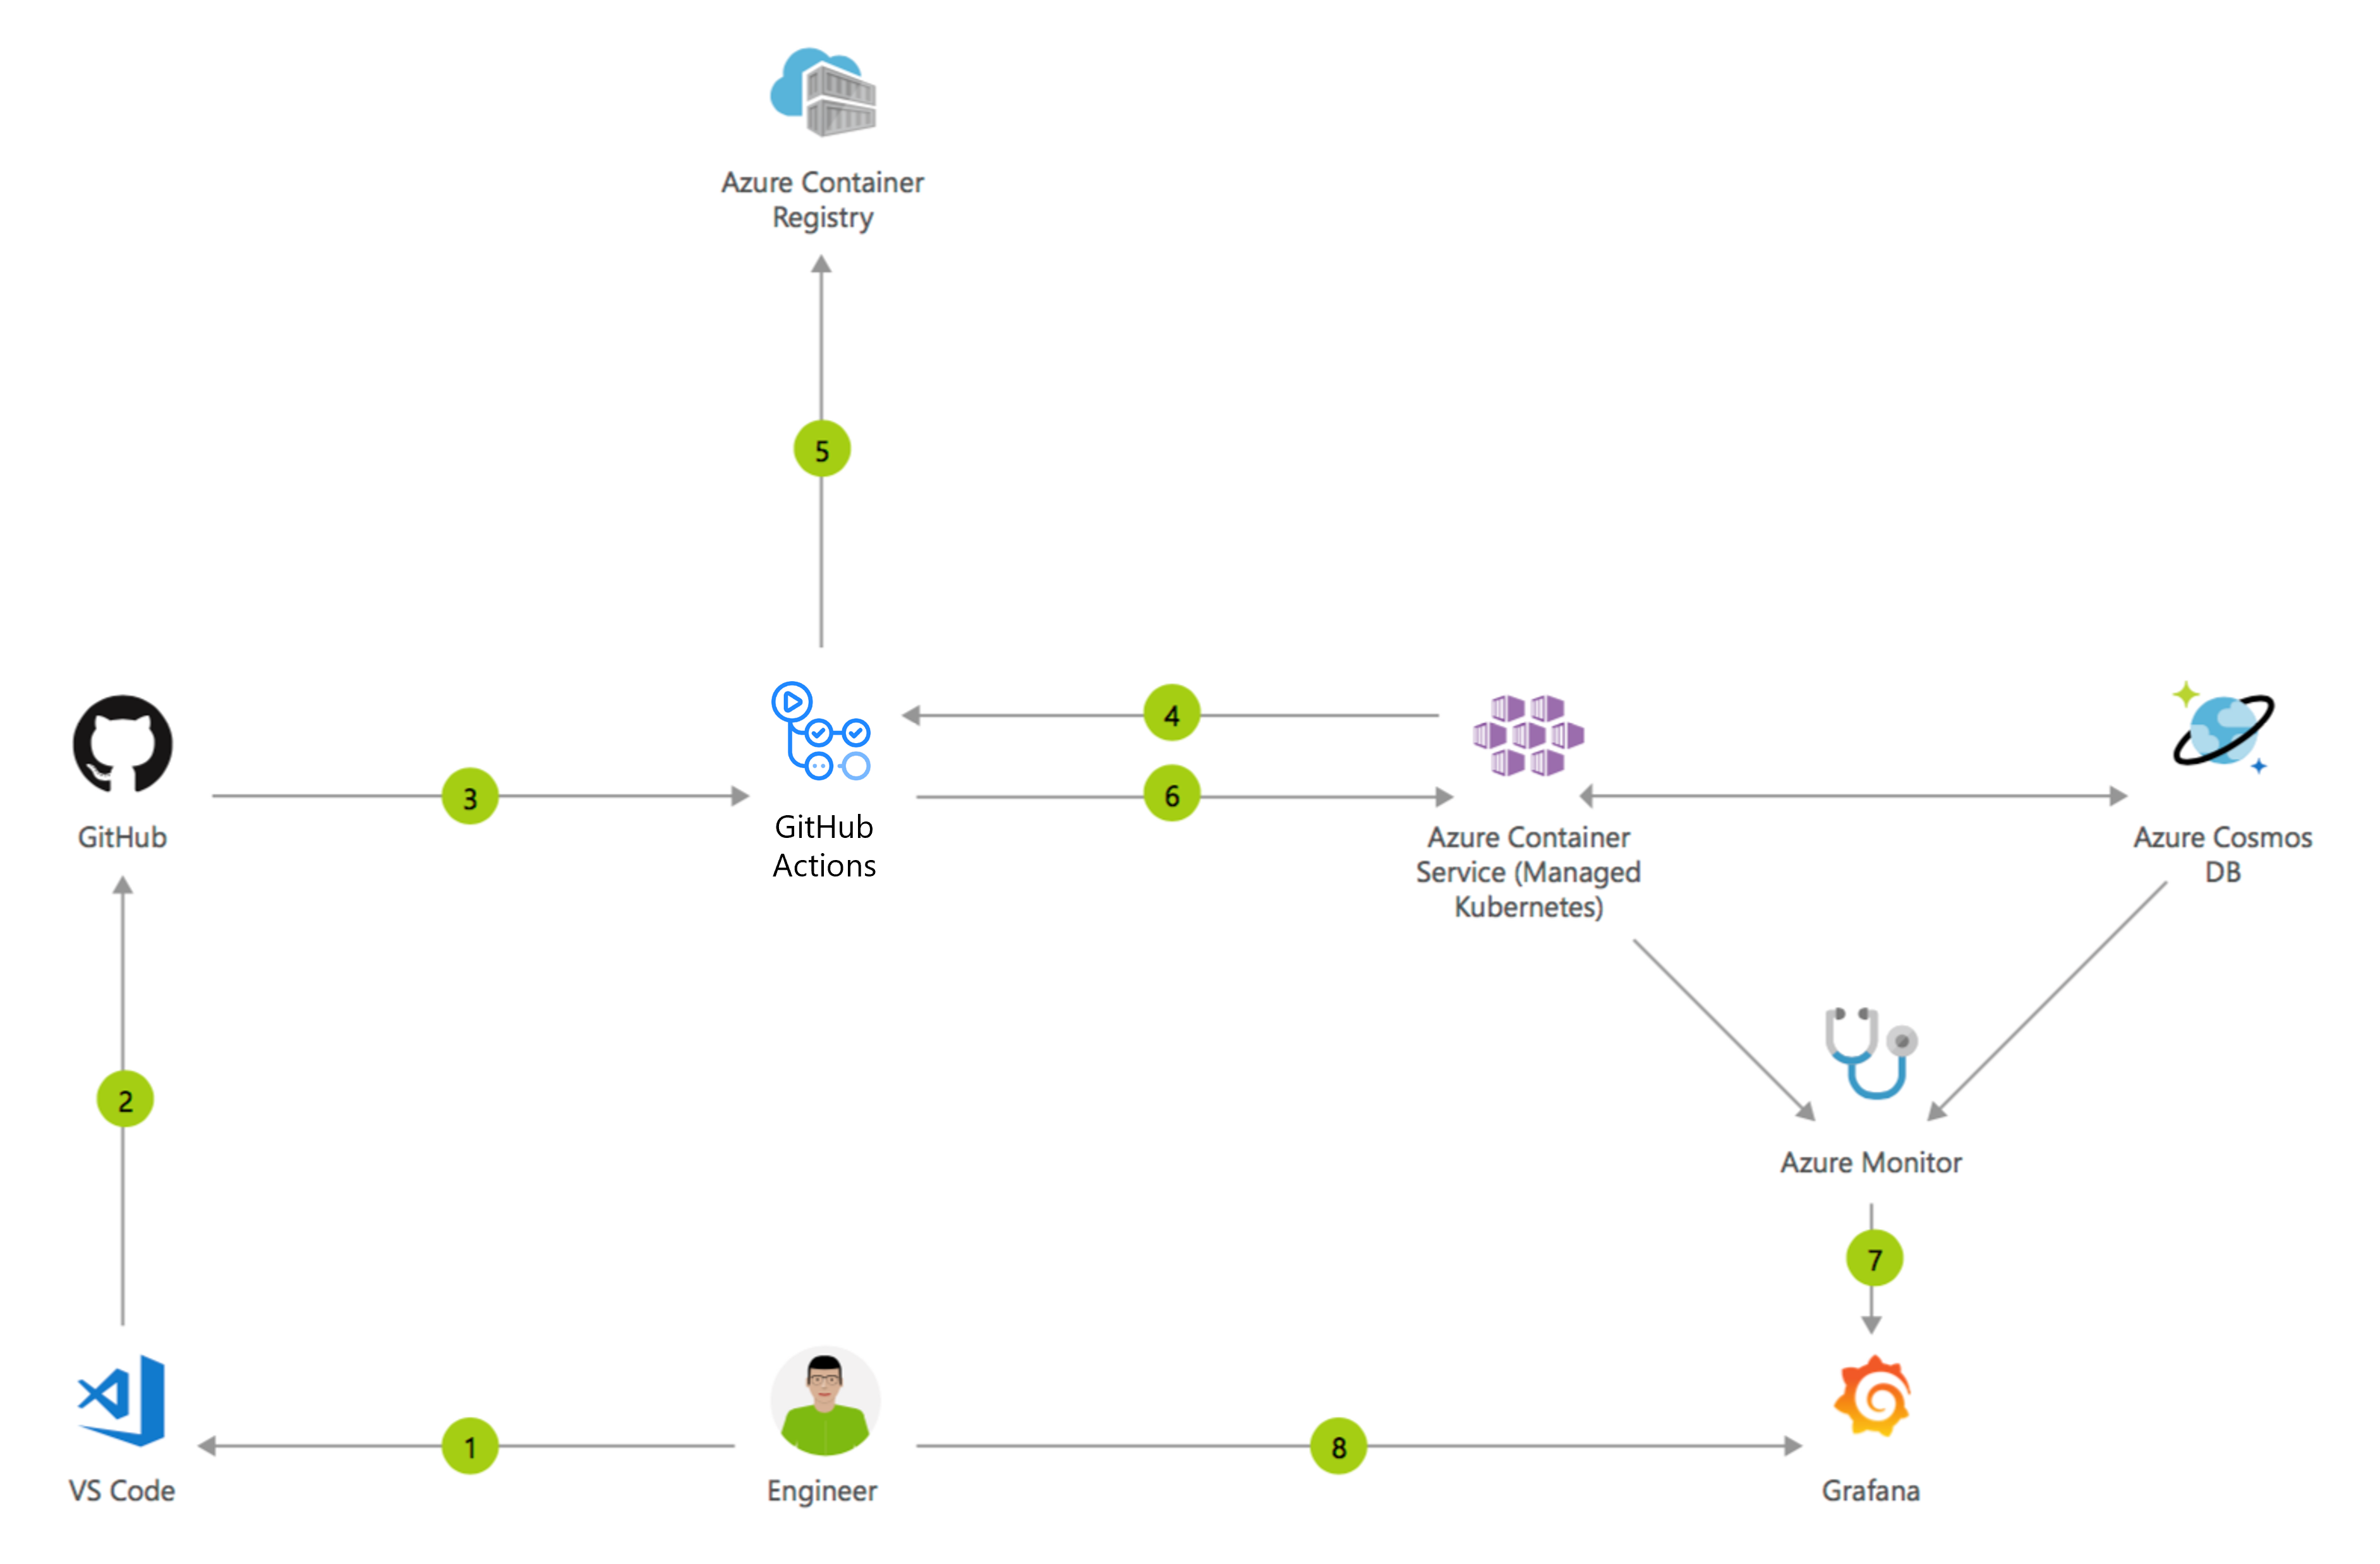 Azure Container
Registry
5
4
6
3
GitHub
GitHub
Actions
Azure Container
Service (Managed
Kubernetes)
Azure Cosmos
DB
2
Azure Monitor
7
1
8
VS Code
Engineer
Grafana